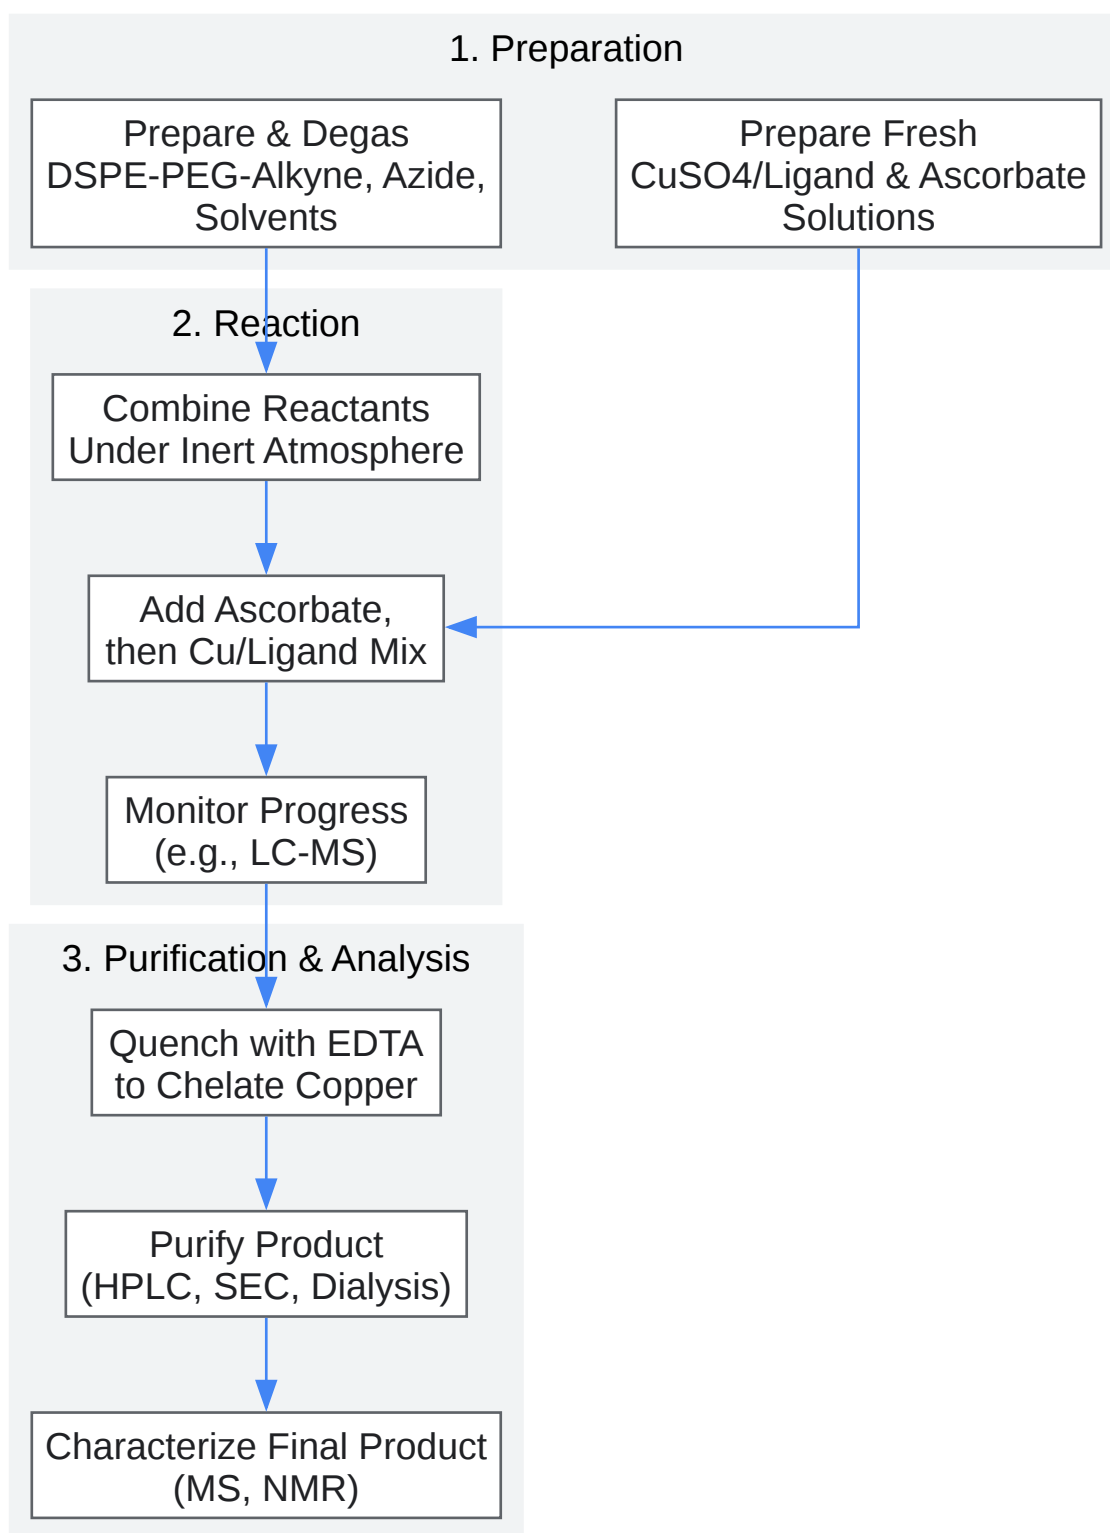 1. Preparation
Prepare & Degas
DSPE-PEG-Alkyne, Azide,
Solvents
Prepare Fresh
CuSO4/Ligand & Ascorbate
Solutions
2. Reaction
Combine Reactants
Under Inert Atmosphere
Add Ascorbate,
then Cu/Ligand Mix
Monitor Progress
(e.g., LC-MS)
3. Purification & Analysis
Quench with EDTA
to Chelate Copper
Purify Product
(HPLC, SEC, Dialysis)
Characterize Final Product
(MS, NMR)